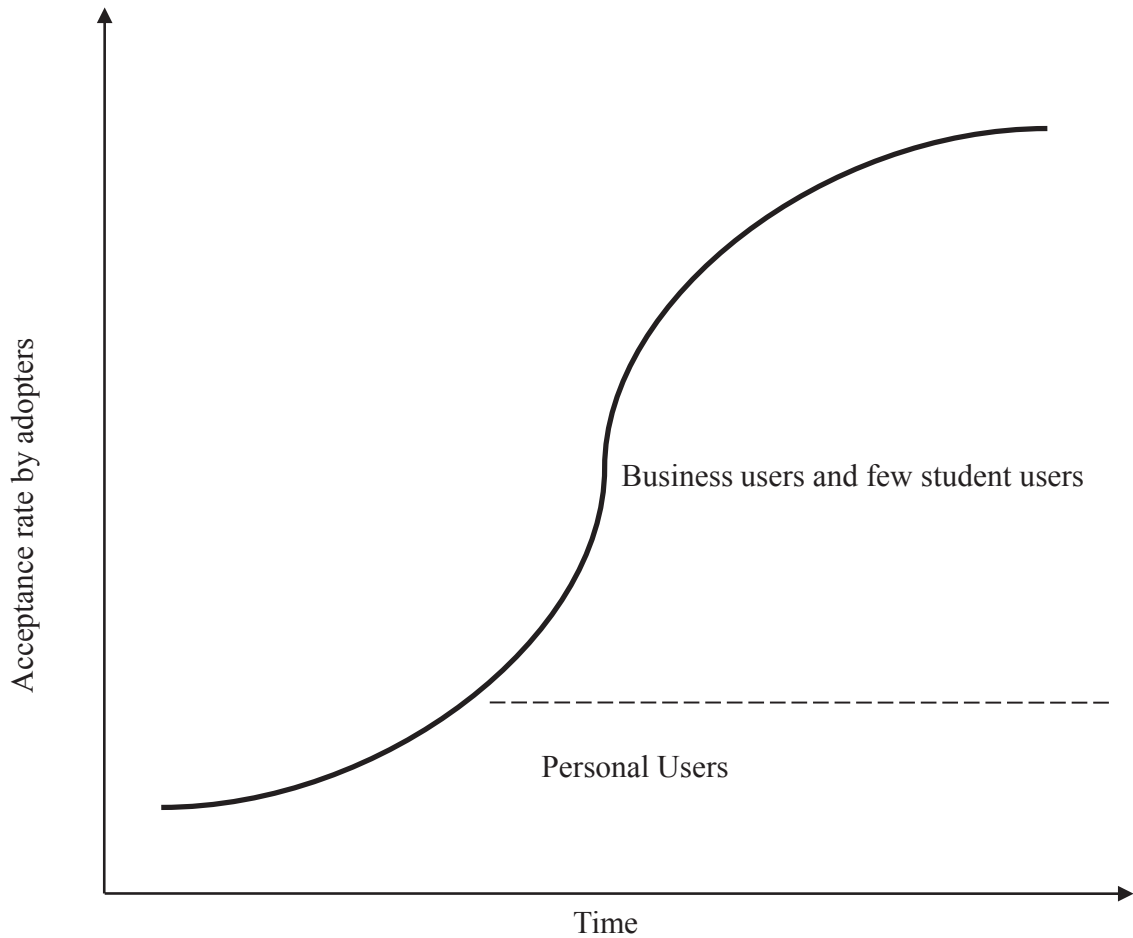 Acceptance rate by adopters
Business users and few student users
Personal Users
Time